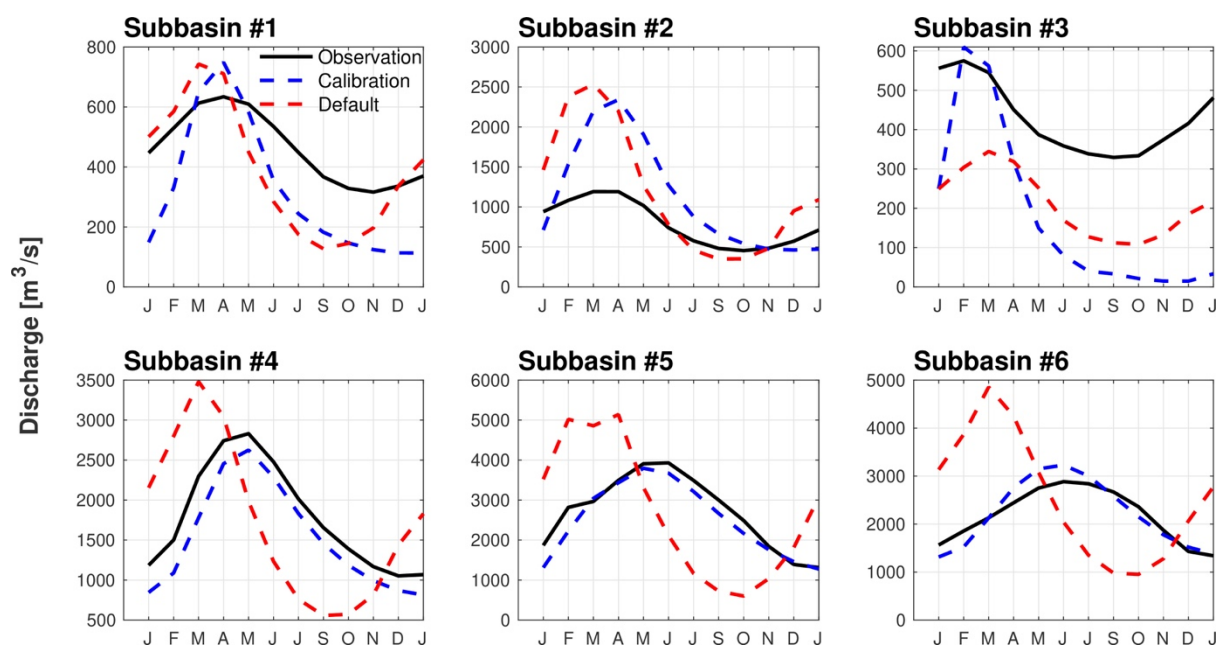 Subbasin #1
800
600
400
200
0
Observation
Calibration
Default
J F M A M J J A S O N D J
Subbasin #2
3000
2500
2000
1500
1000
500
0
J F M A M J J A S O N D J
Subbasin #3
600
500
400
300
200
100
0
J F M A M J J A S O N D J
Discharge [m³/s]
Subbasin #4
3500
3000
2500
2000
1500
1000
500
J F M A M J J A S O N D J
Subbasin #5
6000
5000
4000
3000
2000
1000
0
J F M A M J J A S O N D J
Subbasin #6
5000
4000
3000
2000
1000
0
J F M A M J J A S O N D J